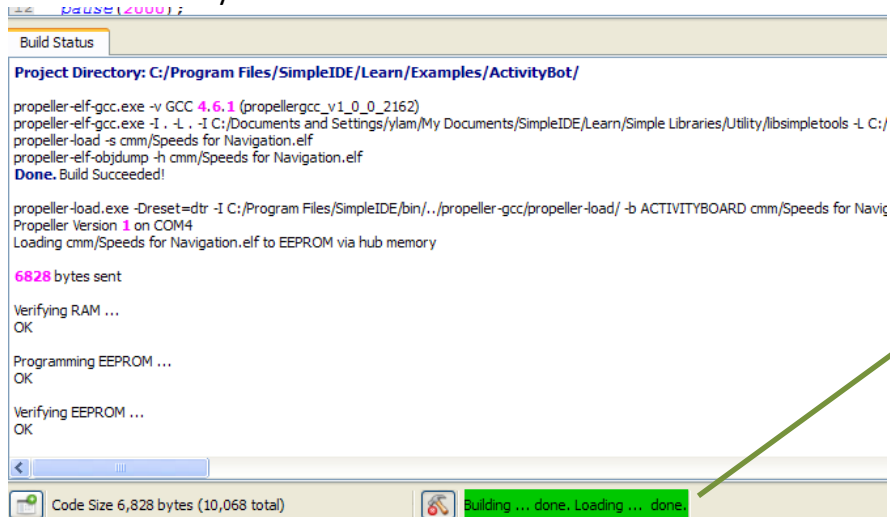 12 pause(2000);
Build Status
Project Directory: C:/Program Files/SimpleIDE/Learn/Examples/ActivityBot/
propeller-elf-gcc.exe -v GCC 4.6.1 (propellergcc_v1_0_0_2162)
propeller-elf-gcc.exe -I . -L . -I C:/Documents and Settings/ylam/My Documents/SimpleIDE/Learn/Simple Libraries/Utility/libsimpletools -L C:/
propeller-load -s cmm/Speeds for Navigation.elf
propeller-elf-objdump -h cmm/Speeds for Navigation.elf
Done. Build Succeeded!
propeller-load.exe -Dreset=dtr -I C:/Program Files/SimpleIDE/bin/../propeller-gcc/propeller-load/ -b ACTIVITYBOARD cmm/Speeds for Navig
Propeller Version 1 on COM4
Loading cmm/Speeds for Navigation.elf to EEPROM via hub memory
6828 bytes sent
Verifying RAM ...
OK
Programming EEPROM ...
OK
Verifying EEPROM ...
OK
Code Size 6,828 bytes (10,068 total)
Building ... done. Loading ... done.